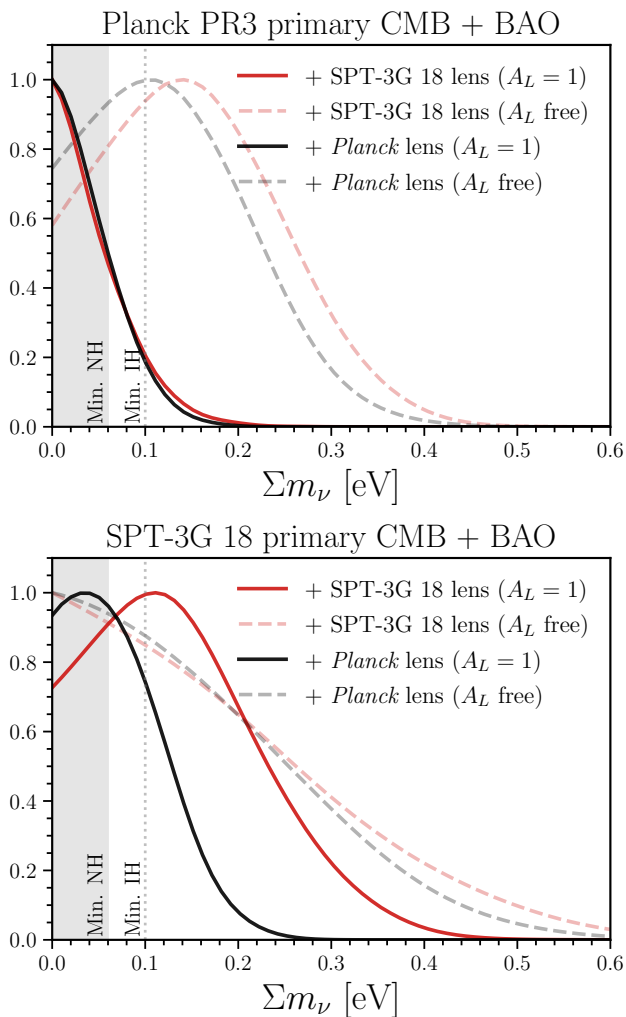 Planck PR3 primary CMB + BAO
+ SPT-3G 18 lens (A_L = 1)
+ SPT-3G 18 lens (A_L free)
+ Planck lens (A_L = 1)
+ Planck lens (A_L free)
1.0
0.8
0.6
0.4
0.2
0.0
Min. NH
Min. IH
0.0 0.1 0.2 0.3 0.4 0.5 0.6
Σm_ν [eV]
SPT-3G 18 primary CMB + BAO
+ SPT-3G 18 lens (A_L = 1)
+ SPT-3G 18 lens (A_L free)
+ Planck lens (A_L = 1)
+ Planck lens (A_L free)
1.0
0.8
0.6
0.4
0.2
0.0
Min. NH
Min. IH
0.0 0.1 0.2 0.3 0.4 0.5 0.6
Σm_ν [eV]